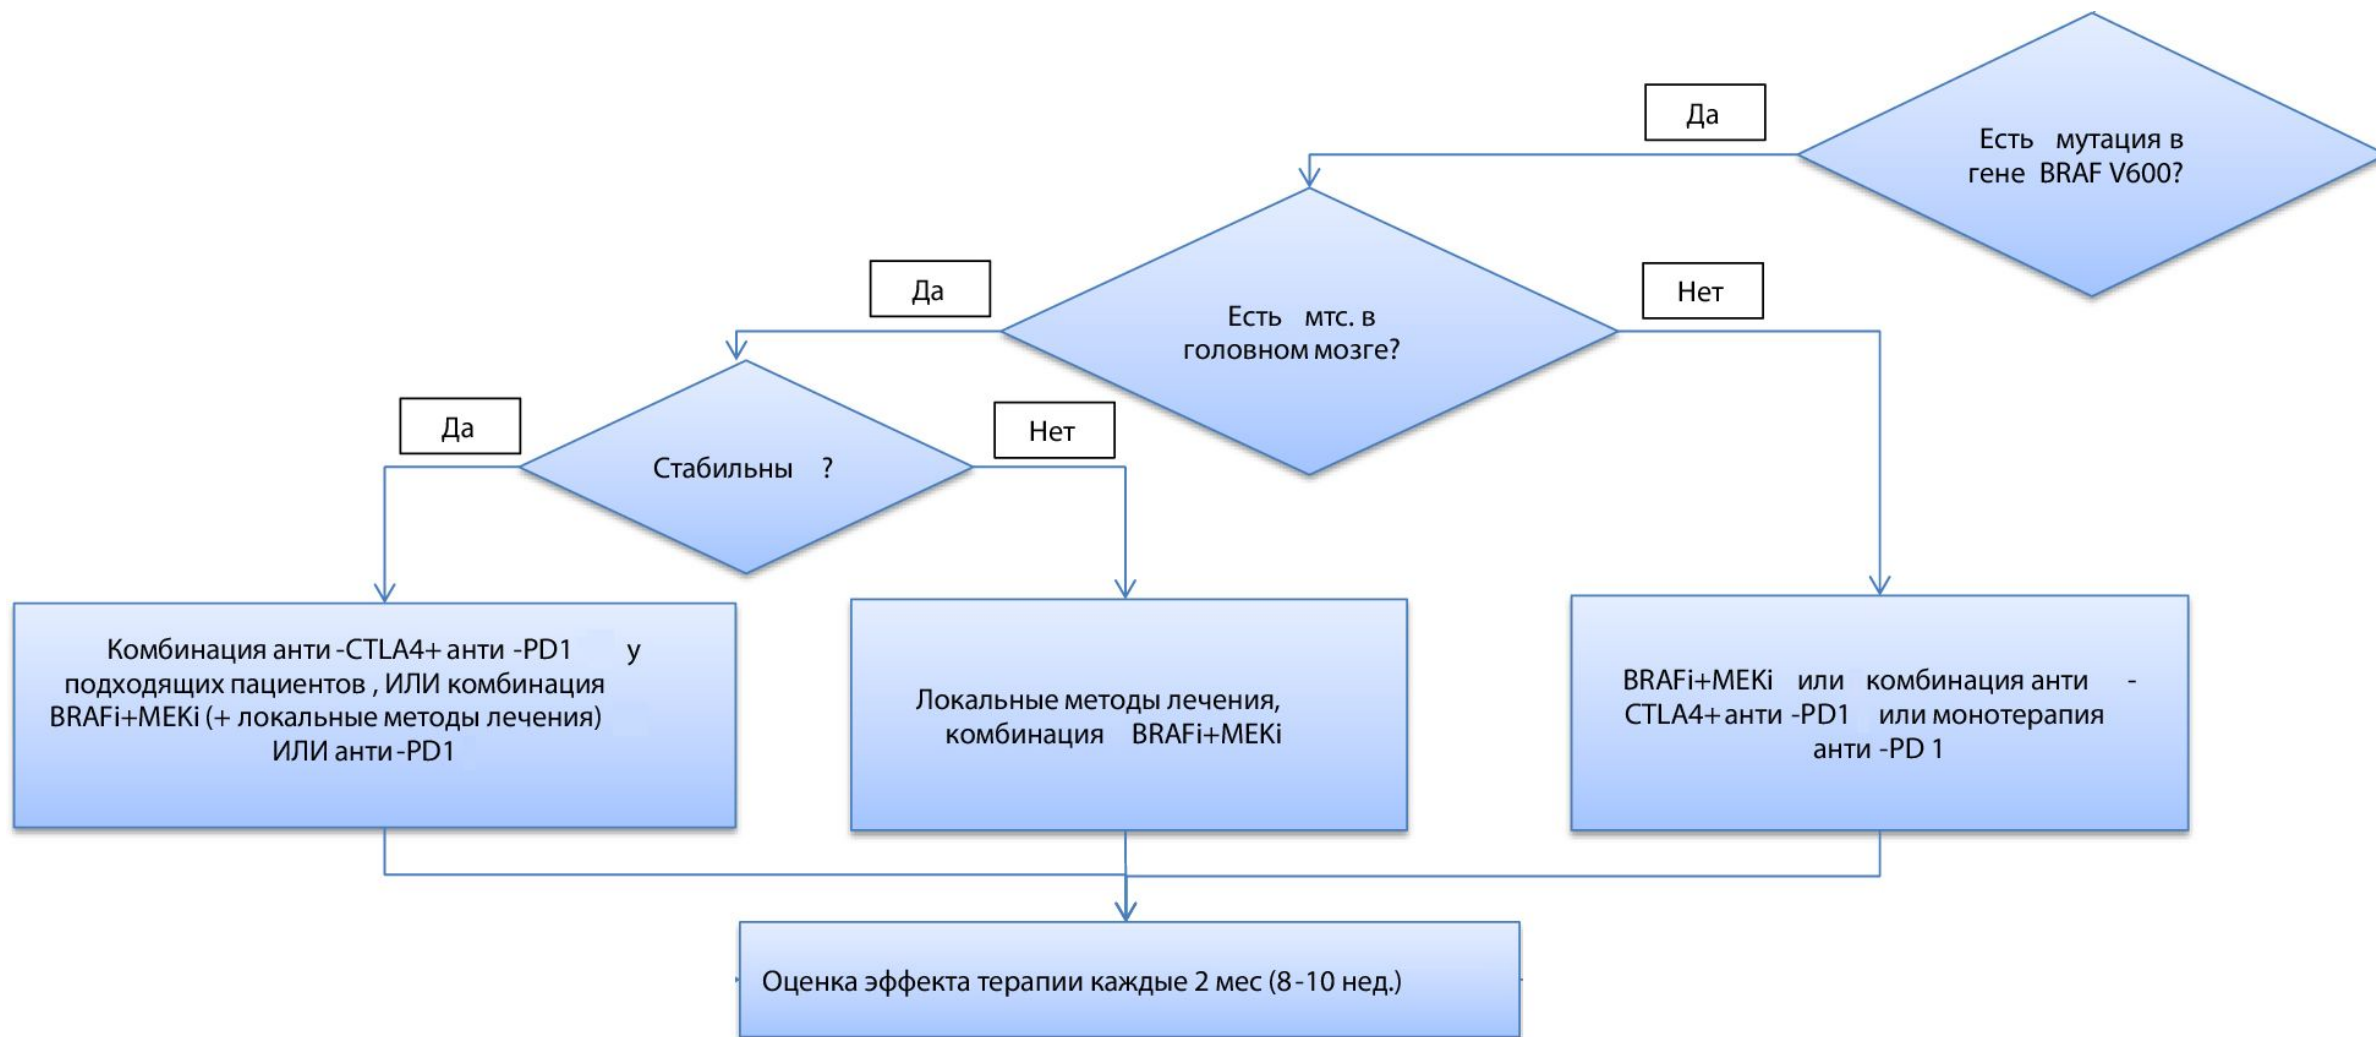 Да
Есть мутация в
гене BRAF V600?
Да
Есть мтс. в
головном мозге?
Нет
Да
Стабильны ?
Нет
Комбинация анти -CTLA4+ анти -PD1 у
подходящих пациентов , ИЛИ комбинация
BRAFi+MEKi (+ локальные методы лечения)
ИЛИ анти -PD1
Локальные методы лечения,
комбинация BRAFi+MEKi
BRAFi+MEKi или комбинация анти -
CTLA4+ анти -PD1 или монотерапия
анти -PD 1
Оценка эффекта терапии каждые 2 мес (8 -10 нед.)